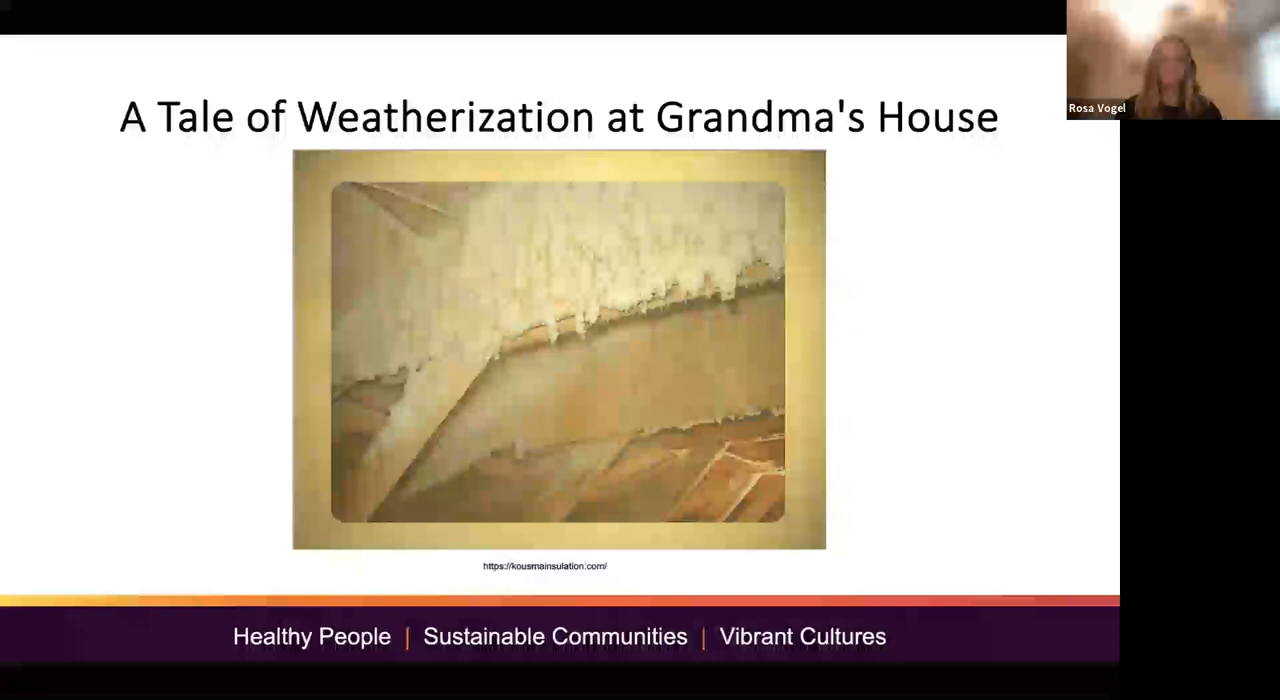 Rosa Vogel
A Tale of Weatherization at Grandma's House
https://kousmainsulation.com/
Healthy People | Sustainable Communities | Vibrant Cultures